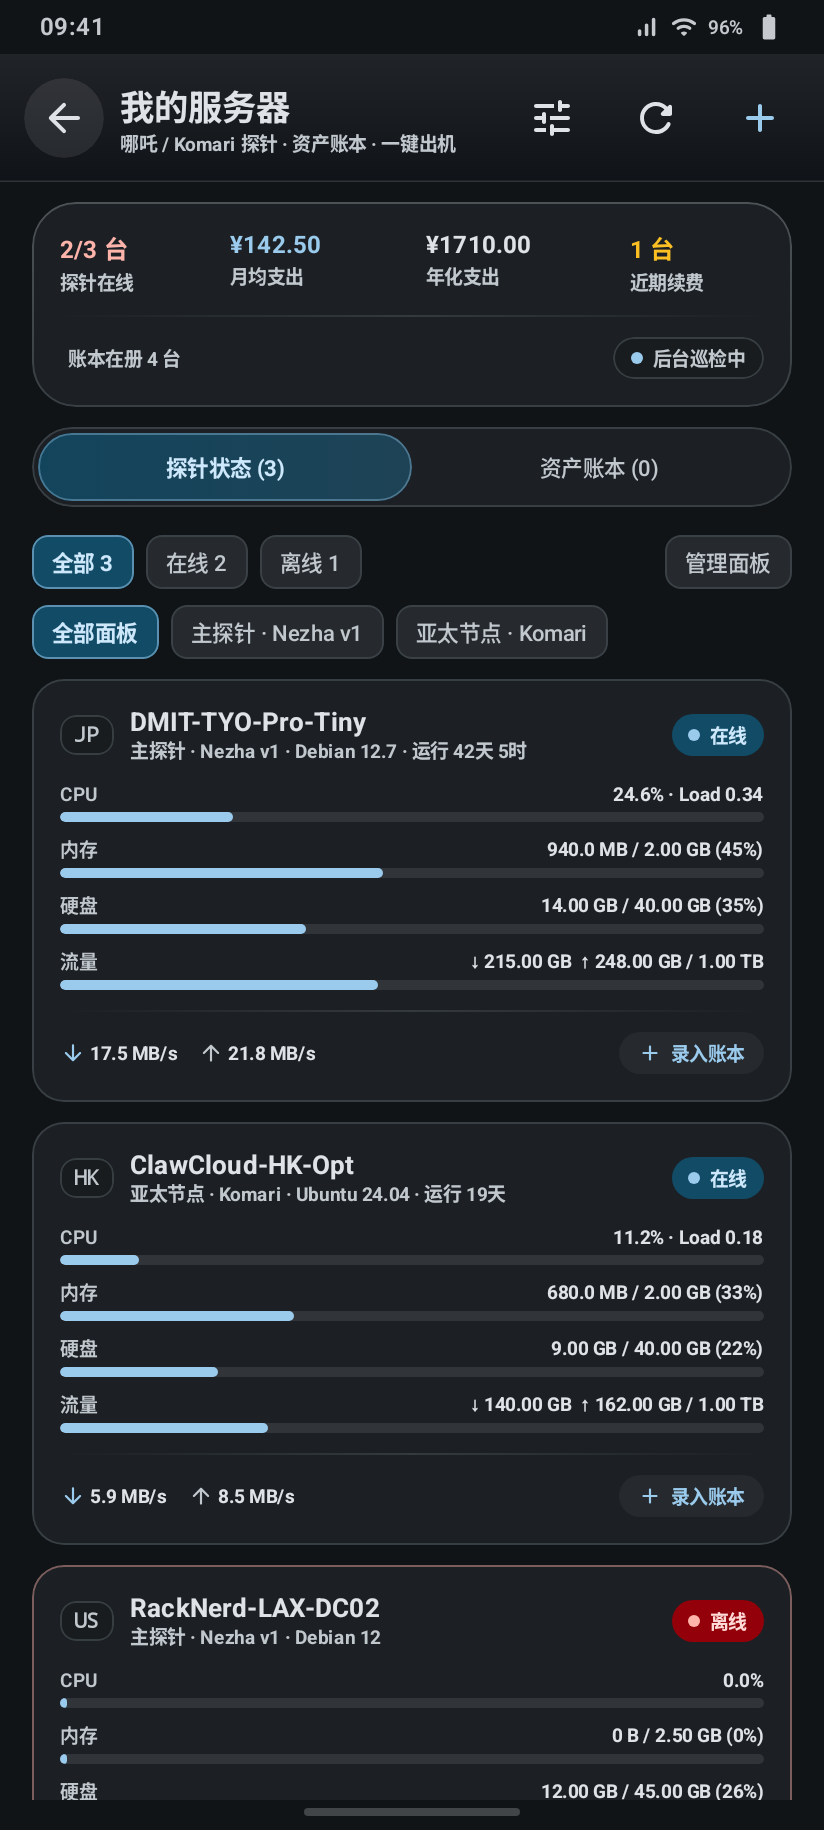 09:41
96%
我的服务器
哪吒 / Komari 探针 · 资产账本 · 一键出机
2/3 台
探针在线
¥142.50
月均支出
¥1710.00
年化支出
1 台
近期续费
账本在册 4 台
后台巡检中
探针状态 (3)
资产账本 (0)
全部 3
在线 2
离线 1
管理面板
全部面板
主探针 · Nezha v1
亚太节点 · Komari
JP
DMIT-TYO-Pro-Tiny
主探针 · Nezha v1 · Debian 12.7 · 运行 42天 5时
在线
CPU
24.6% · Load 0.34
内存
940.0 MB / 2.00 GB (45%)
硬盘
14.00 GB / 40.00 GB (35%)
流量
↓ 215.00 GB ↑ 248.00 GB / 1.00 TB
17.5 MB/s
21.8 MB/s
录入账本
HK
ClawCloud-HK-Opt
亚太节点 · Komari · Ubuntu 24.04 · 运行 19天
在线
CPU
11.2% · Load 0.18
内存
680.0 MB / 2.00 GB (33%)
硬盘
9.00 GB / 40.00 GB (22%)
流量
↓ 140.00 GB ↑ 162.00 GB / 1.00 TB
5.9 MB/s
8.5 MB/s
录入账本
US
RackNerd-LAX-DC02
主探针 · Nezha v1 · Debian 12
离线
CPU
0.0%
内存
0 B / 2.50 GB (0%)
硬盘
12.00 GB / 45.00 GB (26%)